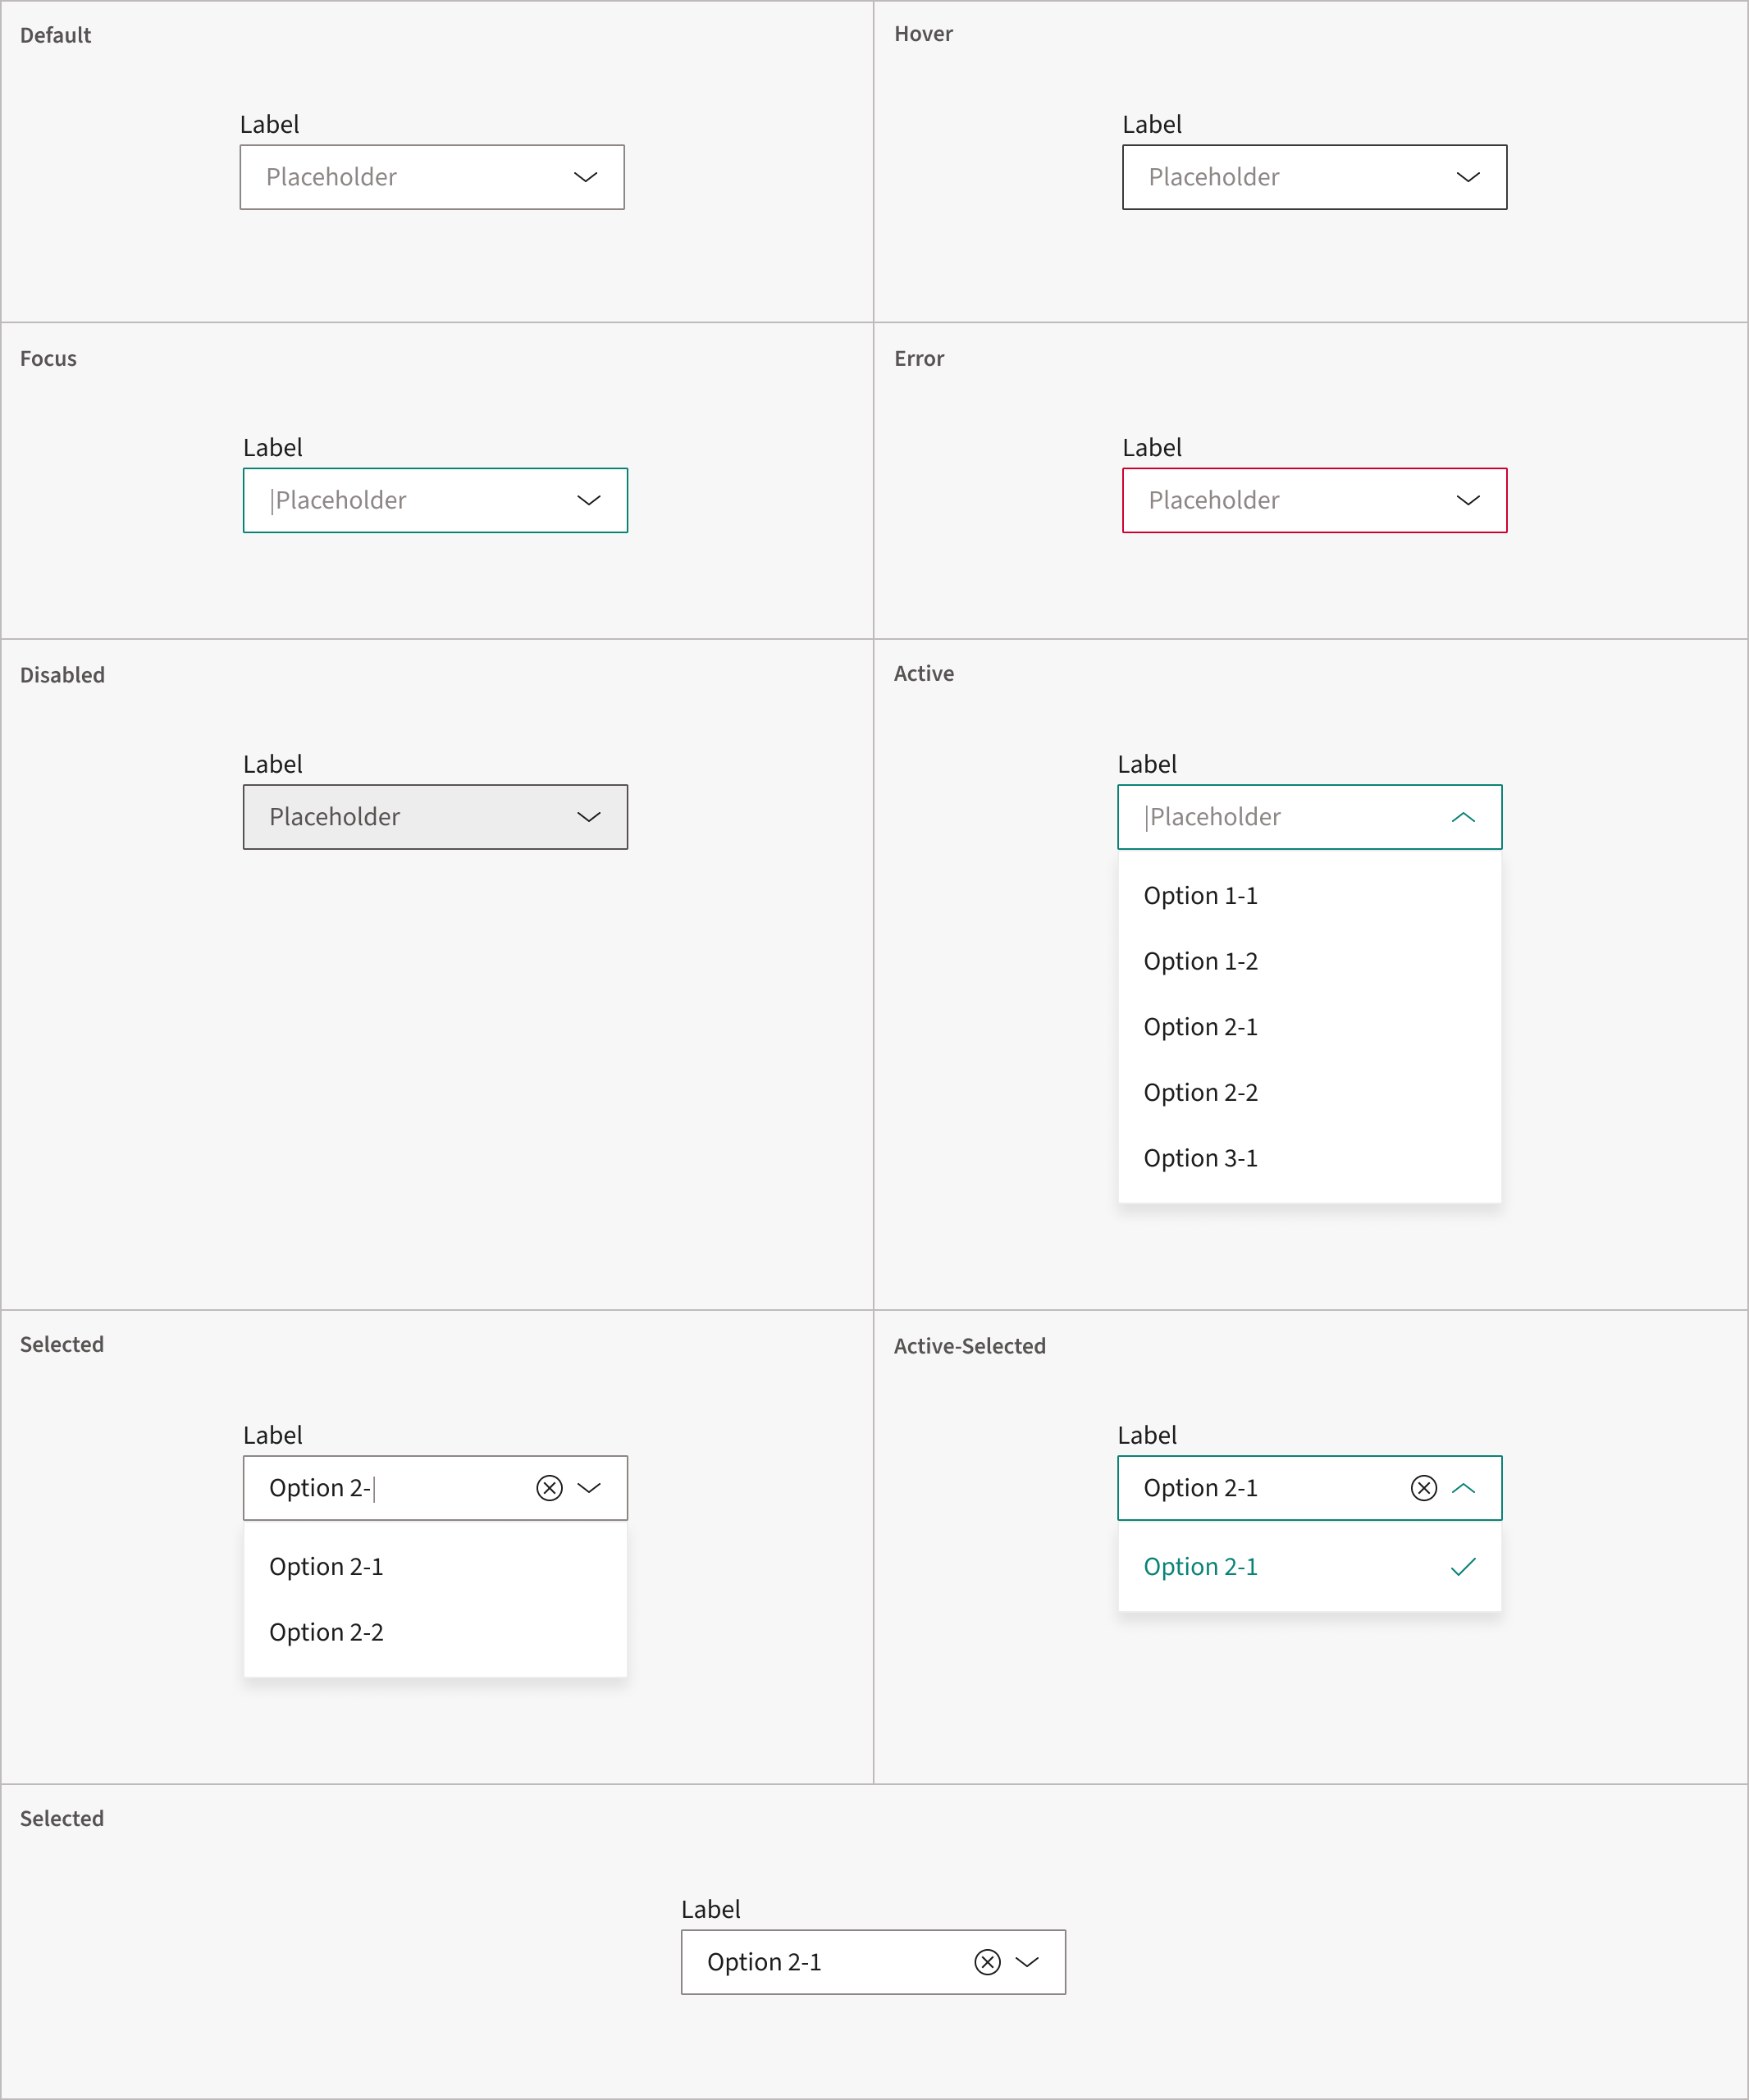 Default
Label
Placeholder
Hover
Label
Placeholder
Focus
Label
Placeholder
Error
Label
Placeholder
Disabled
Label
Placeholder
Active
Label
Placeholder
Option 1-1
Option 1-2
Option 2-1
Option 2-2
Option 3-1
Selected
Label
Option 2-
Option 2-1
Option 2-2
Active-Selected
Label
Option 2-1
Option 2-1
Selected
Label
Option 2-1